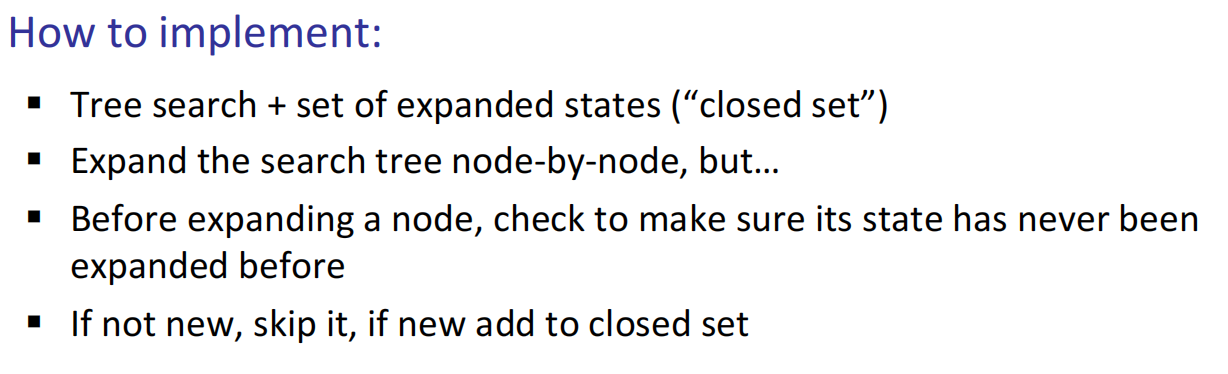 How to implement:
▪ Tree search + set of expanded states (“closed set”)
▪ Expand the search tree node-by-node, but…
▪ Before expanding a node, check to make sure its state has never been
expanded before
▪ If not new, skip it, if new add to closed set